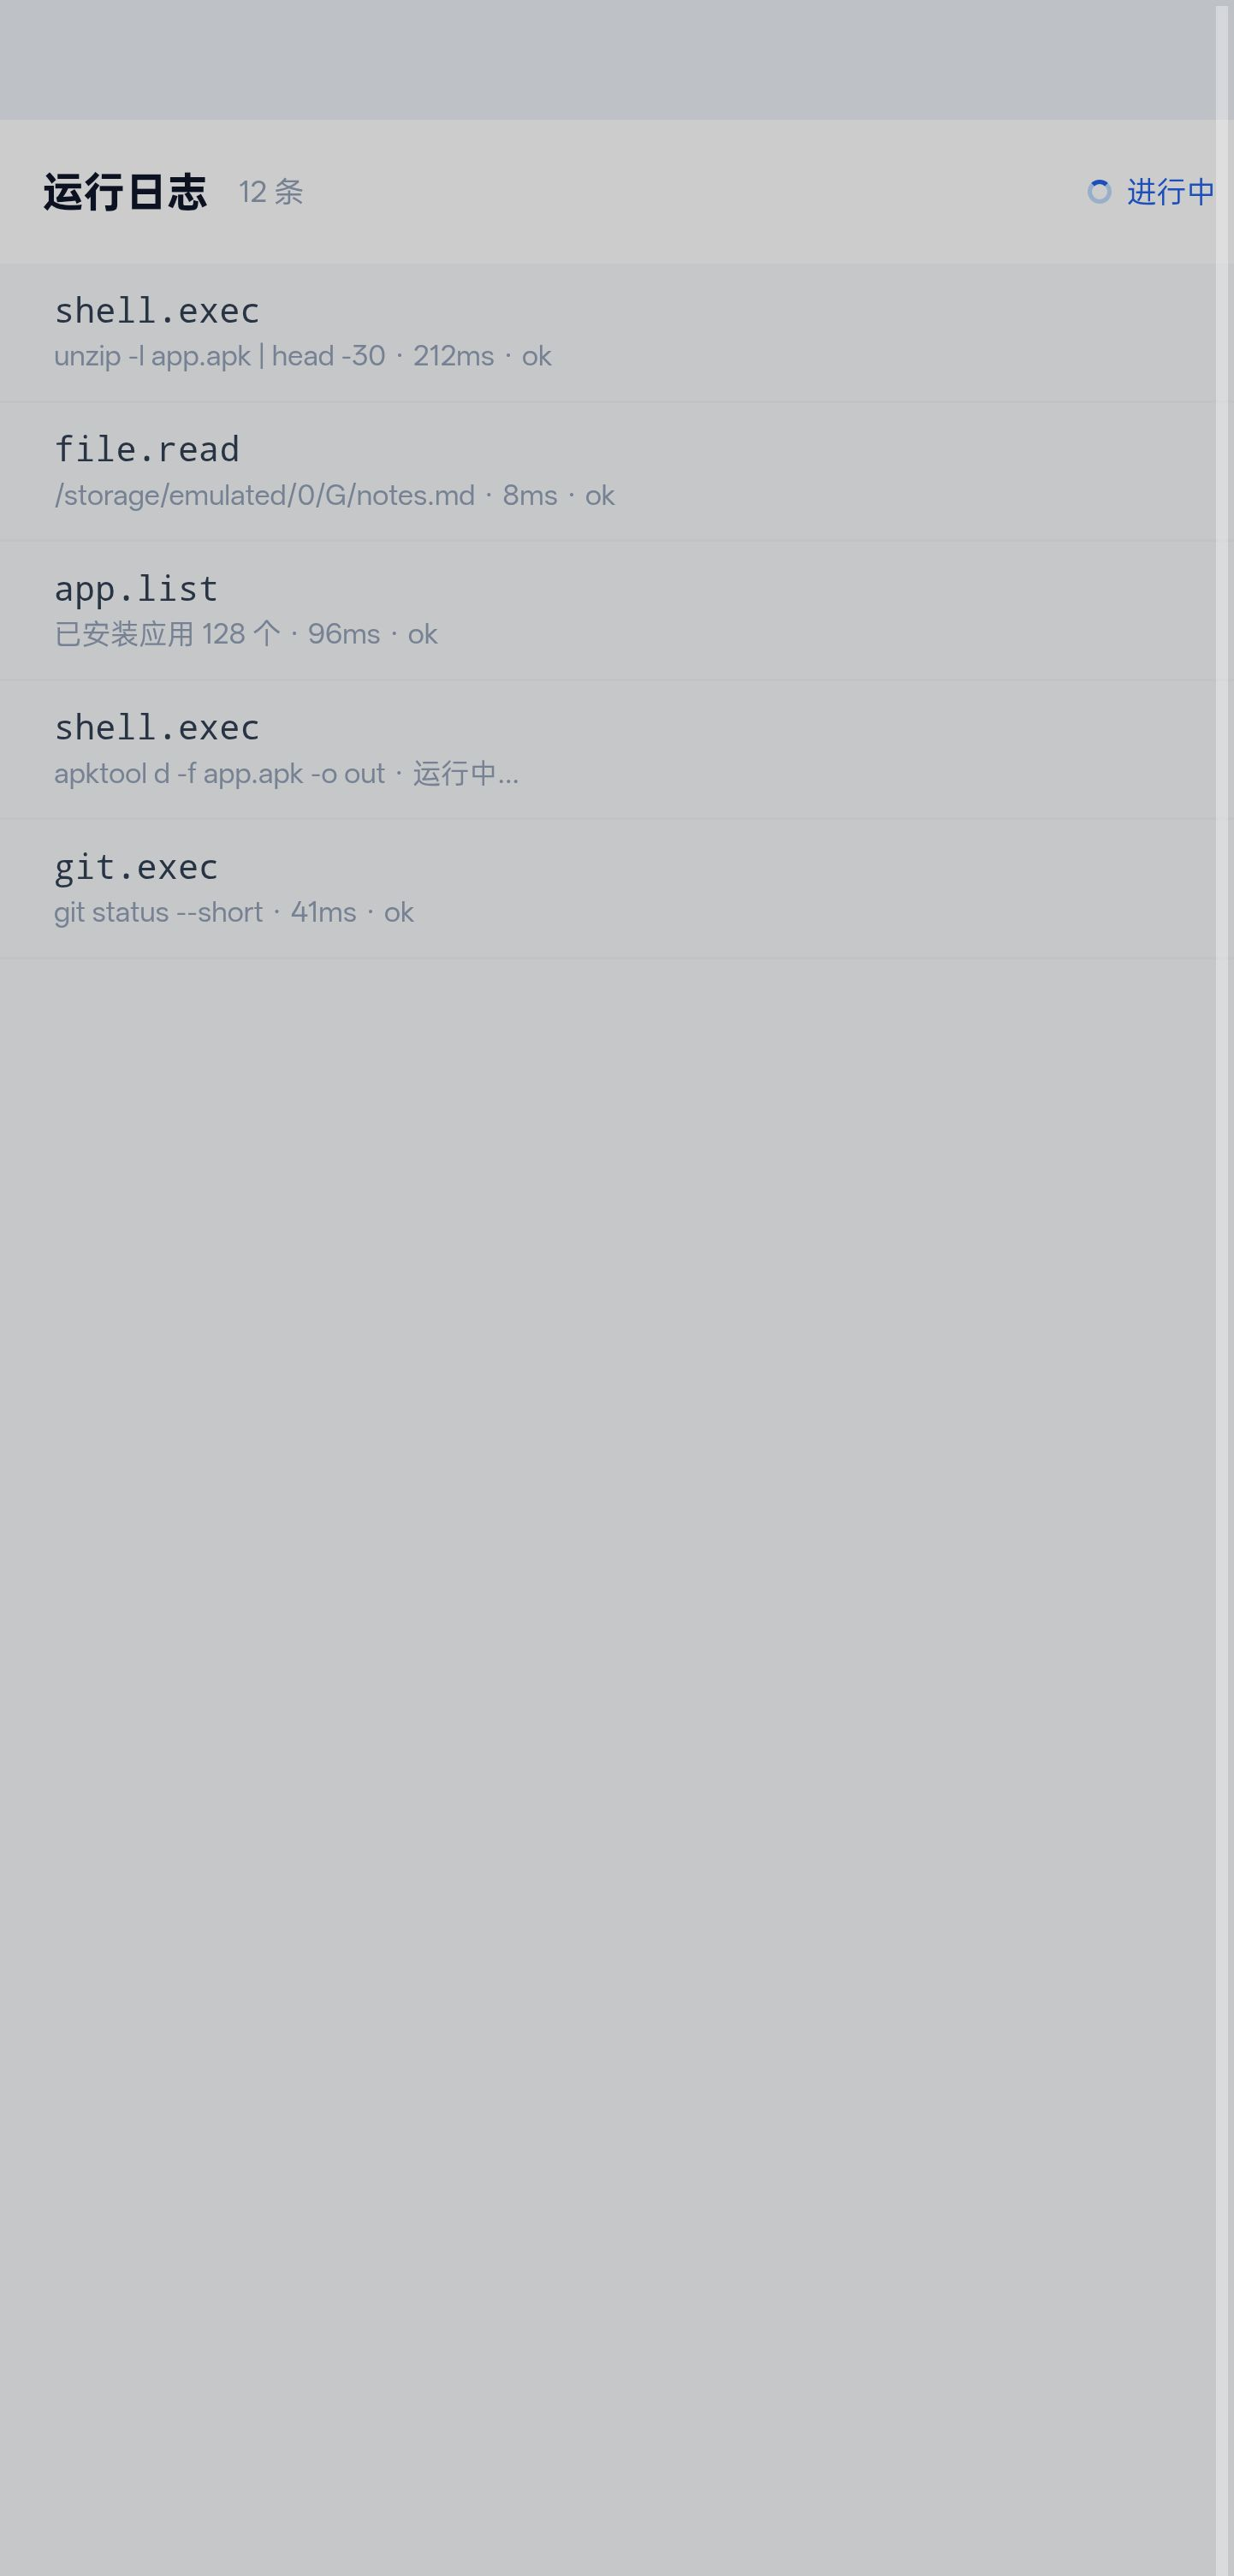 运行日志 12 条 进行中
shell.exec
unzip -l app.apk | head -30 · 212ms · ok
file.read
/storage/emulated/0/G/notes.md · 8ms · ok
app.list
已安装应用 128 个 · 96ms · ok
shell.exec
apktool d -f app.apk -o out · 运行中…
git.exec
git status --short · 41ms · ok